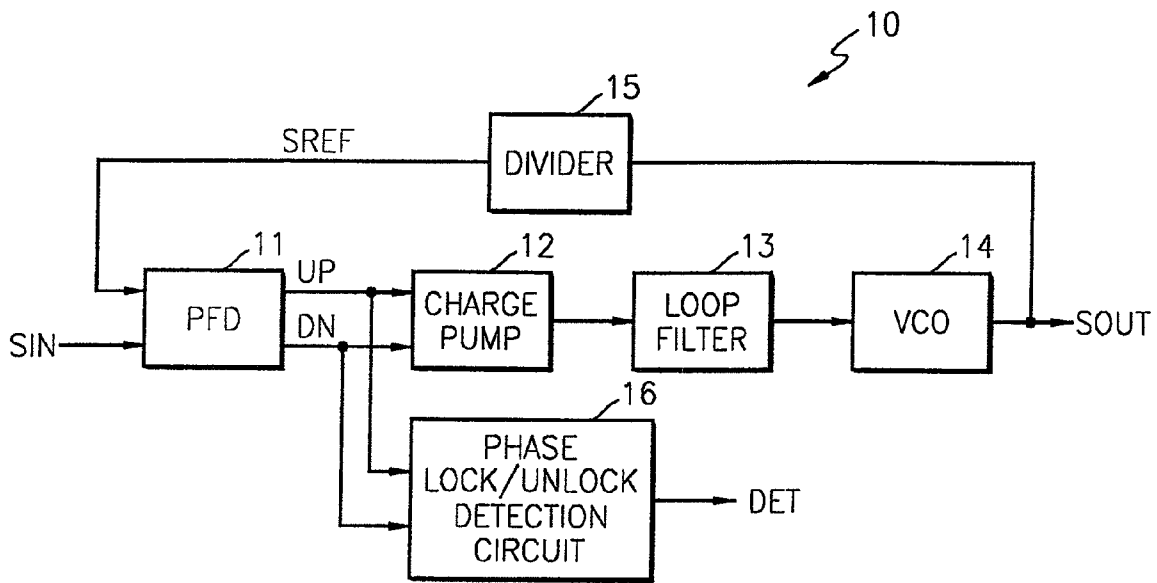 10
15
SREF
DIVIDER
11
UP
12
13
14
PFD
DN
CHARGE
PUMP
LOOP
FILTER
VCO
SIN
SOUT
16
PHASE
LOCK/UNLOCK
DETECTION
CIRCUIT
DET